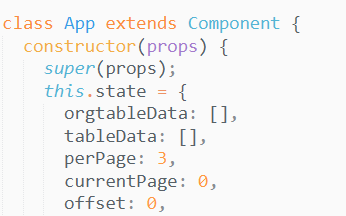 class App extends Component {
constructor(props) {
super(props);
this.state = {
orgtableData: [],
tableData: [],
perPage: 3,
currentPage: 0,
offset: 0,